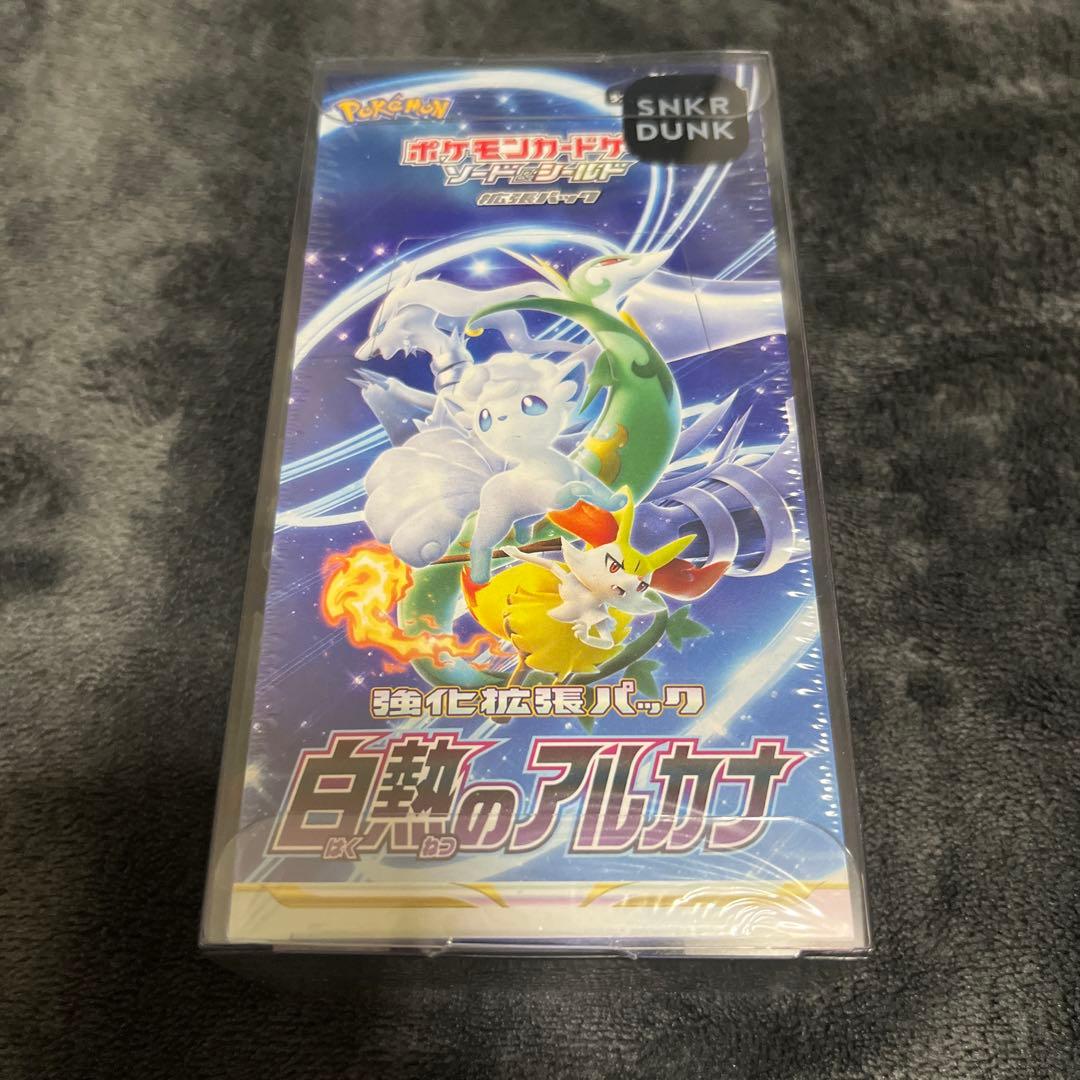 POKÉMON
SNKR
DUNK
ポケモンカードゲ
ソード&シールド
拡張パック
強化拡張パック
白熱のアルカナ
はく ねつ